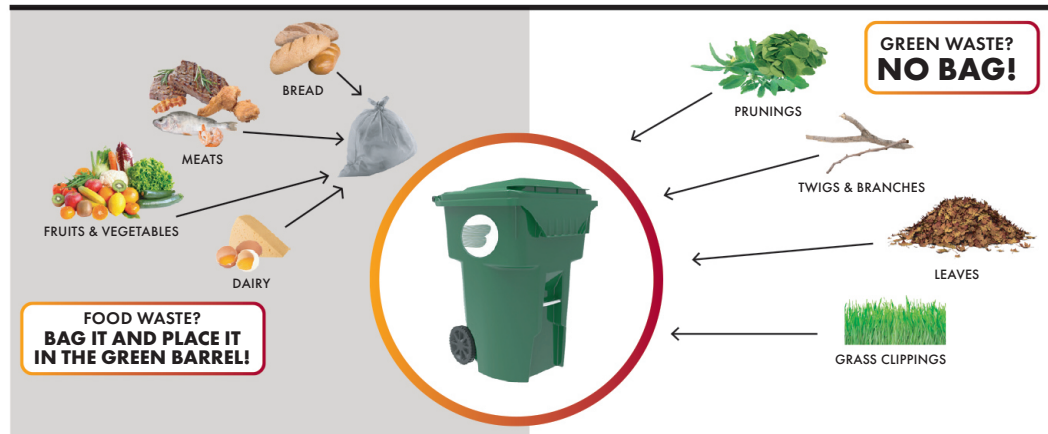 BREAD
MEATS
FRUITS & VEGETABLES
DAIRY
FOOD WASTE?
BAG IT AND PLACE IT
IN THE GREEN BARREL!
GREEN WASTE?
NO BAG!
PRUNINGS
TWIGS & BRANCHES
LEAVES
GRASS CLIPPINGS